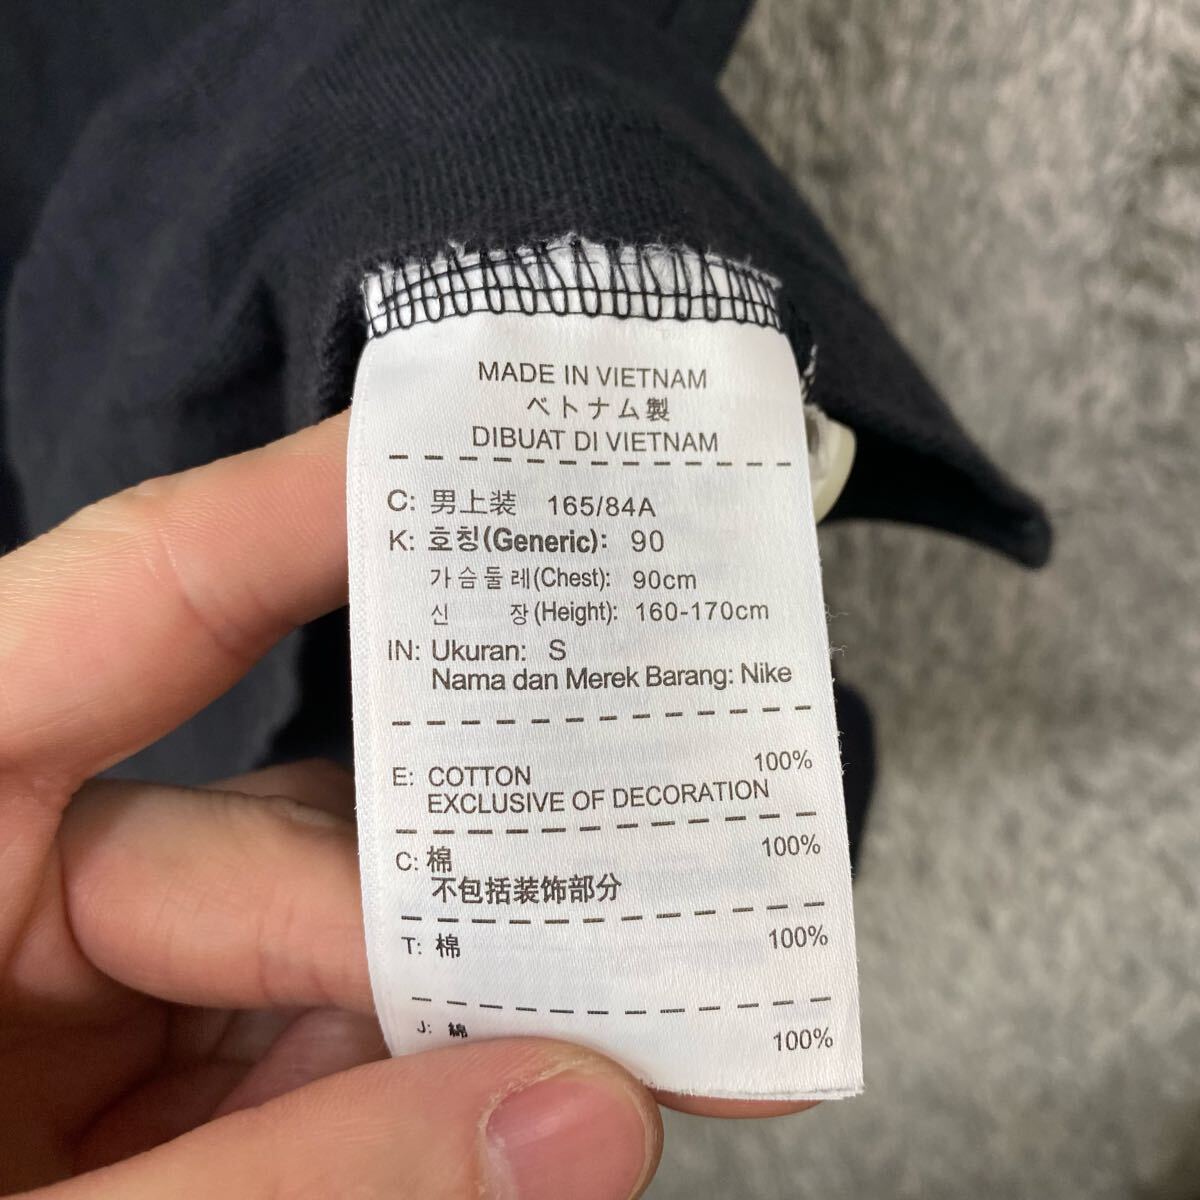 MADE IN VIETNAM
ベトナム製
DIBUAT DI VIETNAM
C: 男上装 165/84A
K: 호칭(Generic): 90
가슴둘레(Chest): 90cm
신 장(Height): 160-170cm
IN: Ukuran: S
Nama dan Merek Barang: Nike
E: COTTON 100%
EXCLUSIVE OF DECORATION
C: 棉 100%
不包括装饰部分
T: 棉 100%
J: 綿 100%